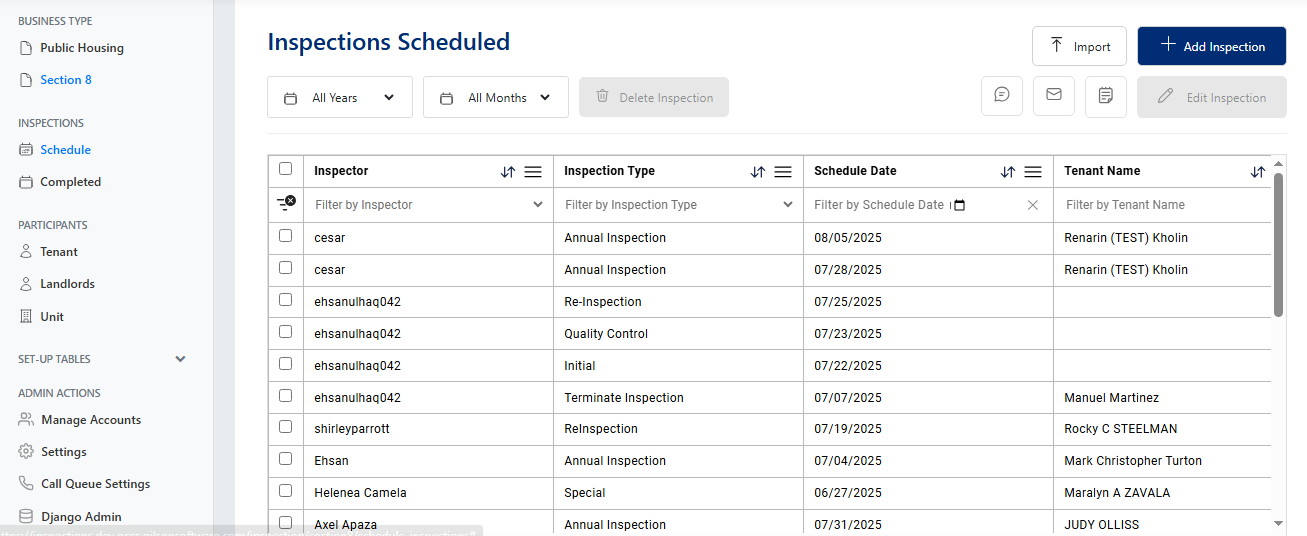 BUSINESS TYPE
Public Housing
Section 8
INSPECTIONS
Schedule
Completed
PARTICIPANTS
Tenant
Landlords
Unit
SET-UP TABLES
ADMIN ACTIONS
Manage Accounts
Settings
Call Queue Settings
Django Admin
Inspections Scheduled
Import
Add Inspection
All Years
All Months
Delete Inspection
Edit Inspection
Inspector Inspection Type Schedule Date Tenant Name
Filter by Inspector Filter by Inspection Type Filter by Schedule Date Filter by Tenant Name
cesar Annual Inspection 08/05/2025 Renarin (TEST) Kholin
cesar Annual Inspection 07/28/2025 Renarin (TEST) Kholin
ehsanulhaq042 Re-Inspection 07/25/2025
ehsanulhaq042 Quality Control 07/23/2025
ehsanulhaq042 Initial 07/22/2025
ehsanulhaq042 Terminate Inspection 07/07/2025 Manuel Martinez
shirleyparrott ReInspection 07/19/2025 Rocky C STEELMAN
Ehsan Annual Inspection 07/04/2025 Mark Christopher Turton
Helenea Camela Special 06/27/2025 Maralyn A ZAVALA
Axel Apaza Annual Inspection 07/31/2025 JUDY OLLISS